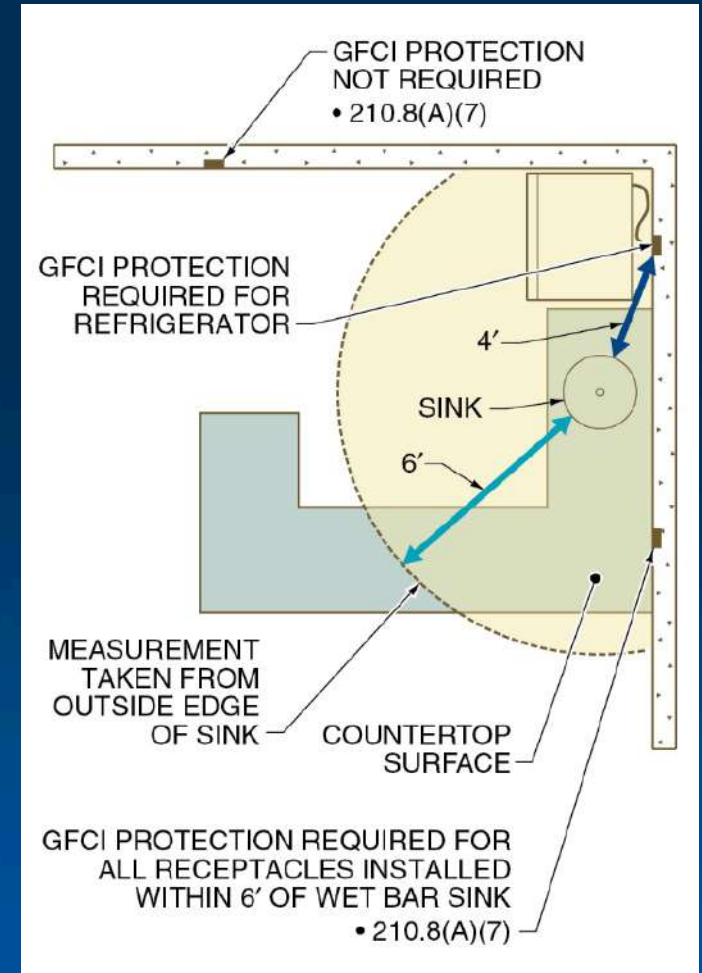 GFCI PROTECTION
NOT REQUIRED
• 210.8(A)(7)
GFCI PROTECTION
REQUIRED FOR
REFRIGERATOR
4′
SINK
6′
MEASUREMENT
TAKEN FROM
OUTSIDE EDGE
OF SINK
COUNTERTOP
SURFACE
GFCI PROTECTION REQUIRED FOR
ALL RECEPTACLES INSTALLED
WITHIN 6′ OF WET BAR SINK
• 210.8(A)(7)